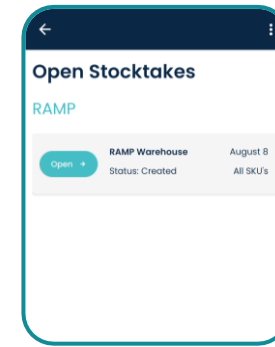 Open Stocktakes
RAMP
Open → RAMP Warehouse August 8
Status: Created All SKU's